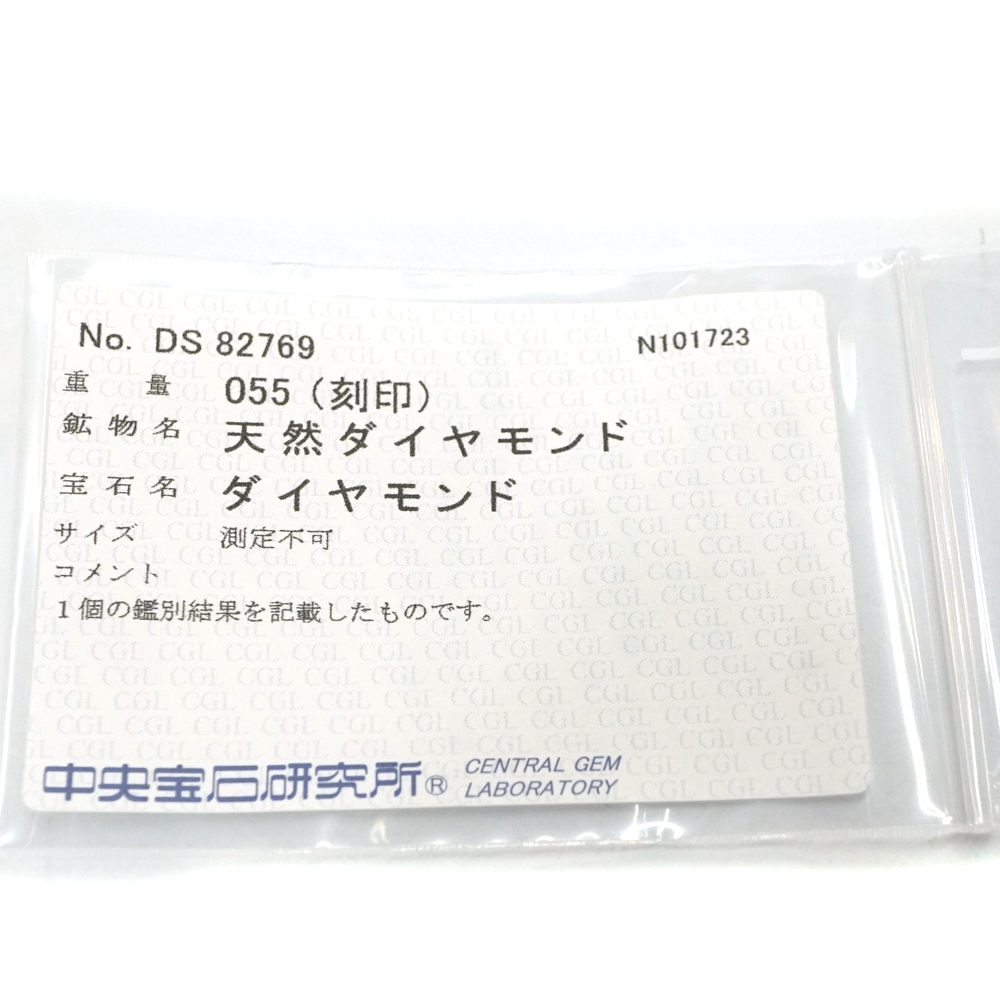 No. DS 82769 N101723
重量 055（刻印）
鉱物名 天然ダイヤモンド
宝石名 ダイヤモンド
サイズ 測定不可
コメント
1個の鑑別結果を記載したものです。
中央宝石研究所® CENTRAL GEM
LABORATORY